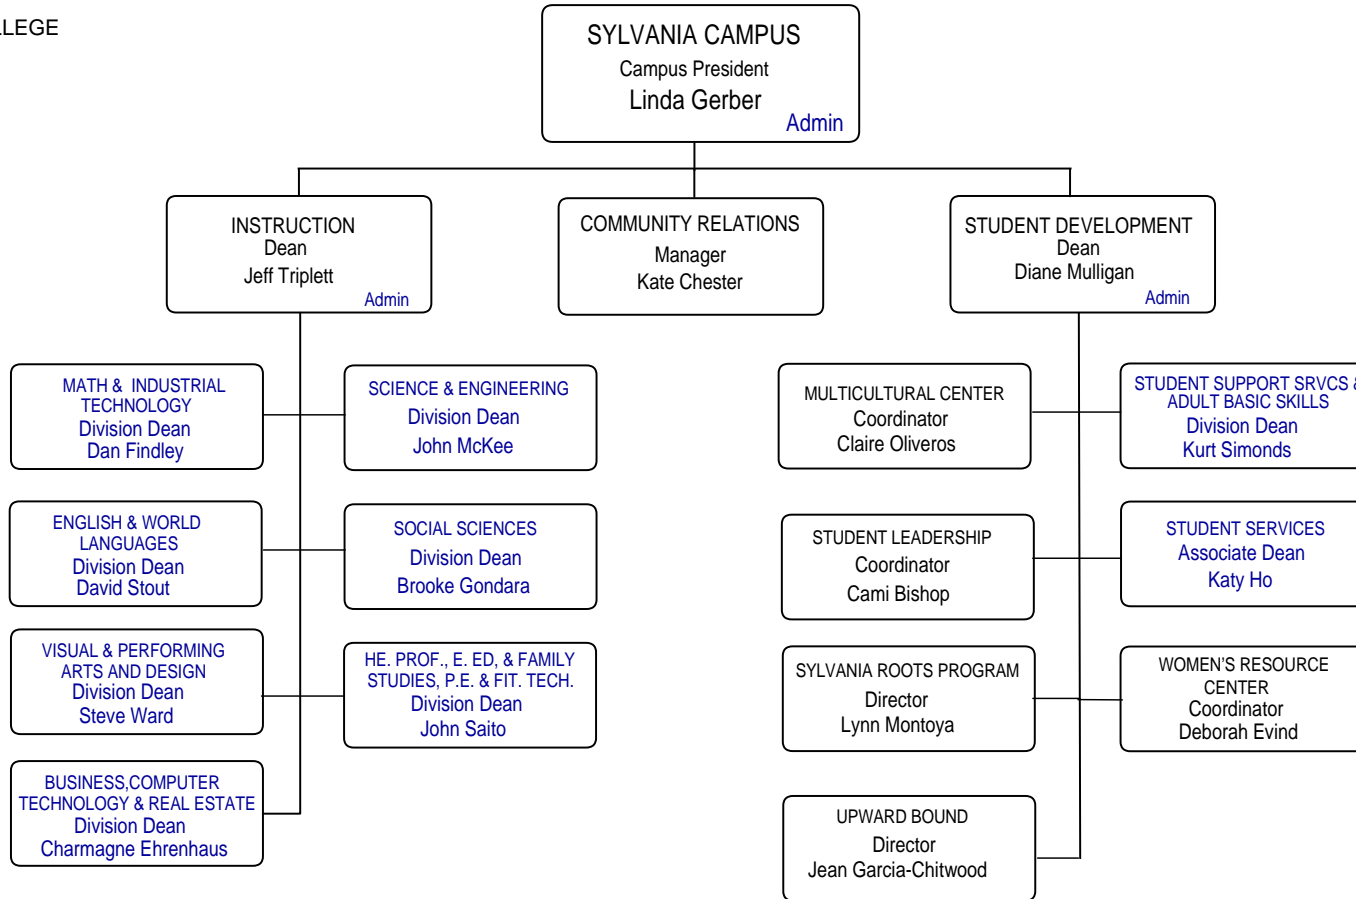 LLEGE
SYLVANIA CAMPUS
Campus President
Linda Gerber
Admin
INSTRUCTION
Dean
Jeff Triplett
Admin
COMMUNITY RELATIONS
Manager
Kate Chester
STUDENT DEVELOPMENT
Dean
Diane Mulligan
Admin
MATH & INDUSTRIAL
TECHNOLOGY
Division Dean
Dan Findley
SCIENCE & ENGINEERING
Division Dean
John McKee
MULTICULTURAL CENTER
Coordinator
Claire Oliveros
STUDENT SUPPORT SRVCS &
ADULT BASIC SKILLS
Division Dean
Kurt Simonds
ENGLISH & WORLD
LANGUAGES
Division Dean
David Stout
SOCIAL SCIENCES
Division Dean
Brooke Gondara
STUDENT LEADERSHIP
Coordinator
Cami Bishop
STUDENT SERVICES
Associate Dean
Katy Ho
VISUAL & PERFORMING
ARTS AND DESIGN
Division Dean
Steve Ward
HE. PROF., E. ED, & FAMILY
STUDIES, P.E. & FIT. TECH.
Division Dean
John Saito
SYLVANIA ROOTS PROGRAM
Director
Lynn Montoya
WOMEN'S RESOURCE
CENTER
Coordinator
Deborah Evind
BUSINESS,COMPUTER
TECHNOLOGY & REAL ESTATE
Division Dean
Charmagne Ehrenhaus
UPWARD BOUND
Director
Jean Garcia-Chitwood